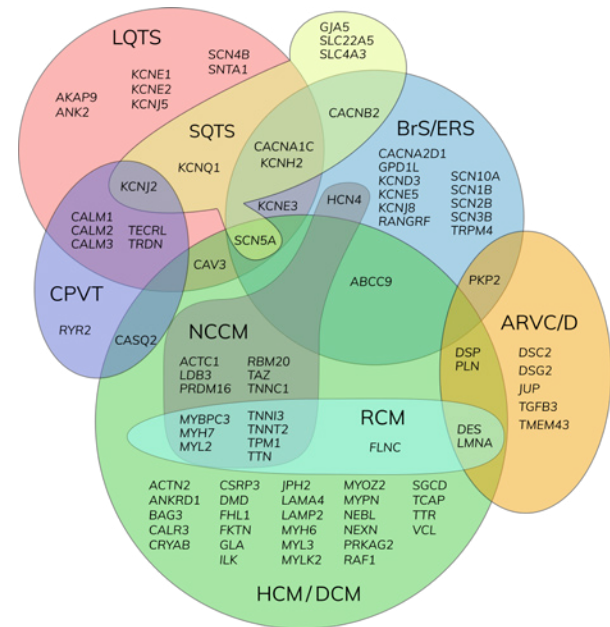 LQTS
AKAP9
ANK2
KCNE1
KCNE2
KCNJ5
SCN4B
SNTA1
GJA5
SLC22A5
SLC4A3
SQTS
KCNQ1
KCNJ2
CACNA1C
KCNH2
CACNB2
BrS/ERS
CACNA2D1
GPD1L
KCND3
KCNE5
KCNJ8
RANGRF
SCN10A
SCN1B
SCN2B
SCN3B
TRPM4
KCNE3
HCN4
SCN5A
CALM1
CALM2
CALM3
TECRL
TRDN
CAV3
CPVT
RYR2
CASQ2
ABCC9
PKP2
ARVC/D
DSP
PLN
DSC2
DSG2
JUP
TGFB3
TMEM43
NCCM
ACTC1
LDB3
PRDM16
RBM20
TAZ
TNNC1
MYBPC3
MYH7
MYL2
TNNI3
TNNT2
TPM1
TTN
RCM
FLNC
DES
LMNA
ACTN2
ANKRD1
BAG3
CALR3
CRYAB
CSRP3
DMD
FHL1
FKTN
GLA
ILK
JPH2
LAMA4
LAMP2
MYH6
MYL3
MYLK2
MYOZ2
MYPN
NEBL
NEXN
PRKAG2
RAF1
SGCD
TCAP
TTR
VCL
HCM/DCM